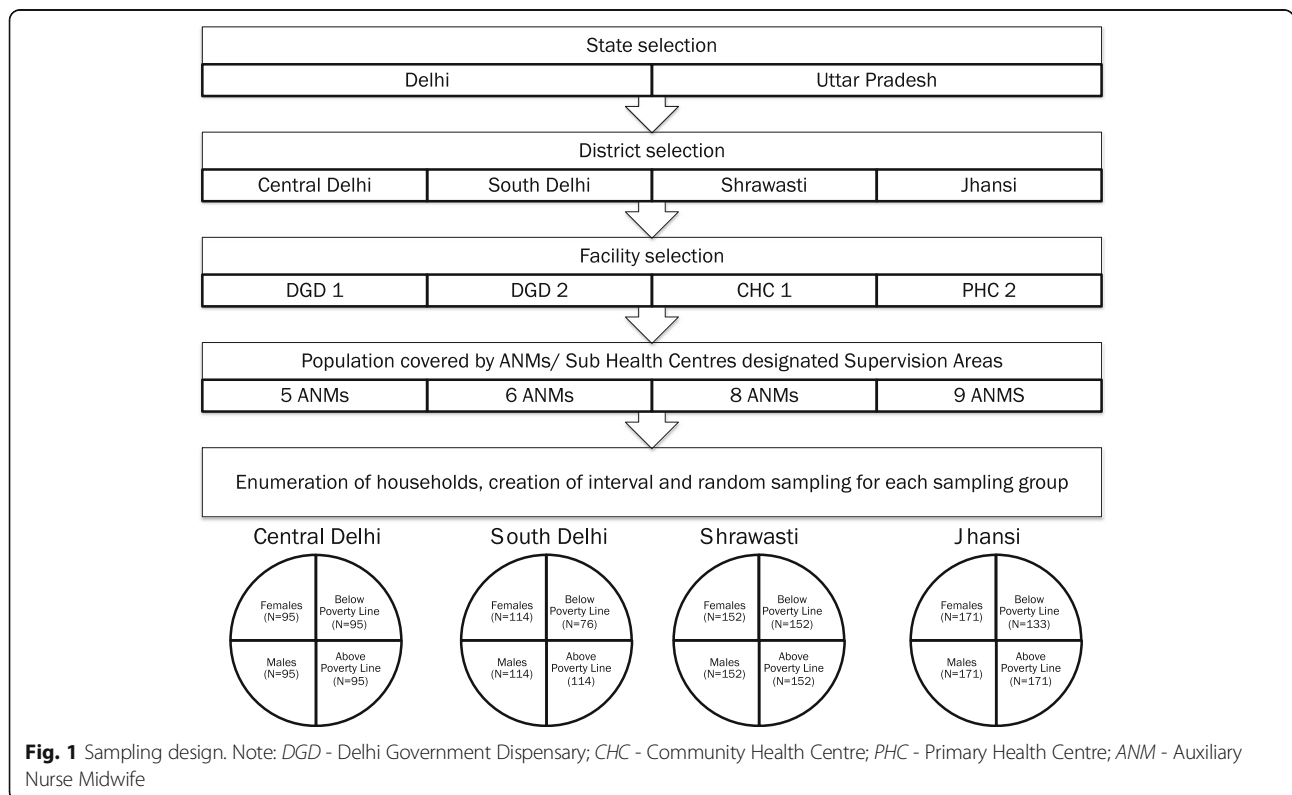 State selection
Delhi Uttar Pradesh
District selection
Central Delhi South Delhi Shrawasti Jhansi
Facility selection
DGD 1 DGD 2 CHC 1 PHC 2
Population covered by ANMs/ Sub Health Centres designated Supervision Areas
5 ANMs 6 ANMs 8 ANMs 9 ANMS
Enumeration of households, creation of interval and random sampling for each sampling group
Central Delhi
Females
(N=95)
Below
Poverty Line
(N=95)
Males
(N=95)
Above
Poverty Line
(N=95)
South Delhi
Females
(N=114)
Below
Poverty Line
(N=76)
Males
(N=114)
Above
Poverty Line
(114)
Shrawasti
Females
(N=152)
Below
Poverty Line
(N=152)
Males
(N=152)
Above
Poverty Line
(N=152)
Jhansi
Females
(N=171)
Below
Poverty Line
(N=133)
Males
(N=171)
Above
Poverty Line
(N=171)
Fig. 1 Sampling design. Note: DGD - Delhi Government Dispensary; CHC - Community Health Centre; PHC - Primary Health Centre; ANM - Auxiliary
Nurse Midwife